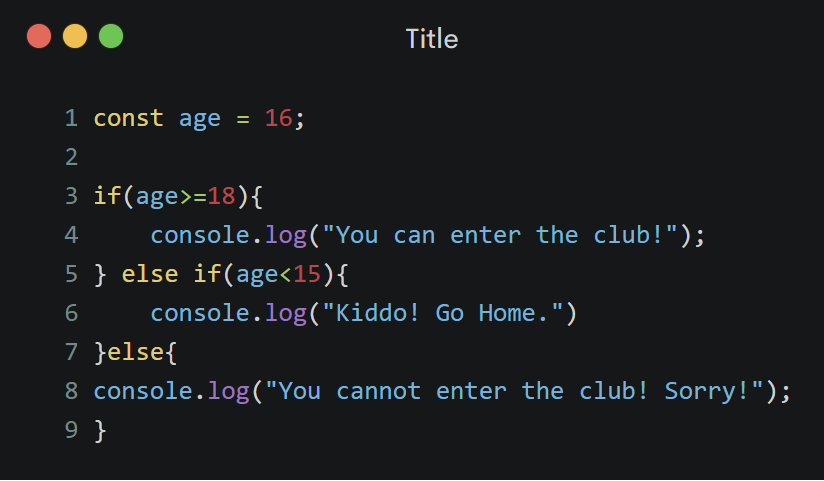 Title
1 const age = 16;
2
3 if(age>=18){
4     console.log("You can enter the club!");
5 } else if(age<15){
6     console.log("Kiddo! Go Home.")
7 }else{
8 console.log("You cannot enter the club! Sorry!");
9 }